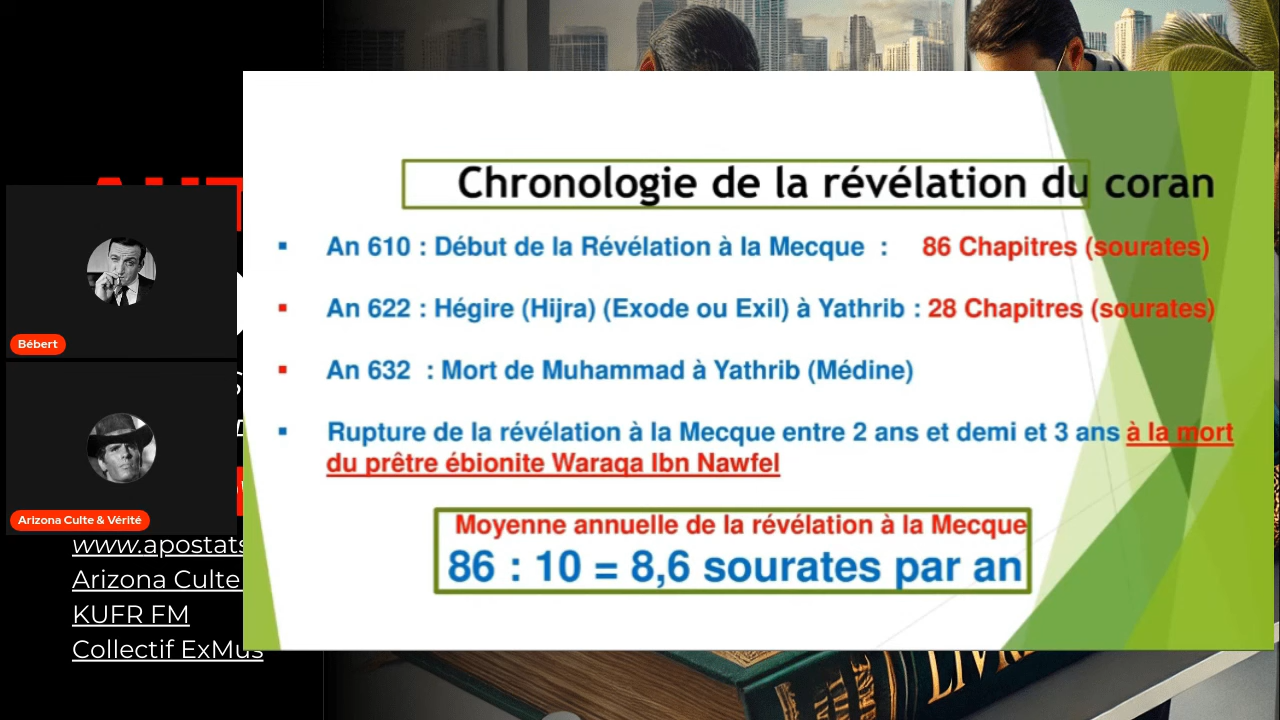 Chronologie de la révélation du coran
▪ An 610 : Début de la Révélation à la Mecque : 86 Chapitres (sourates)
▪ An 622 : Hégire (Hijra) (Exode ou Exil) à Yathrib : 28 Chapitres (sourates)
▪ An 632 : Mort de Muhammad à Yathrib (Médine)
▪ Rupture de la révélation à la Mecque entre 2 ans et demi et 3 ans à la mort
du prêtre ébionite Waraqa Ibn Nawfel
Moyenne annuelle de la révélation à la Mecque
86 : 10 = 8,6 sourates par an
Bébert
Arizona Culte & Vérité
www.apostats
Arizona Culte
KUFR FM
Collectif ExMus